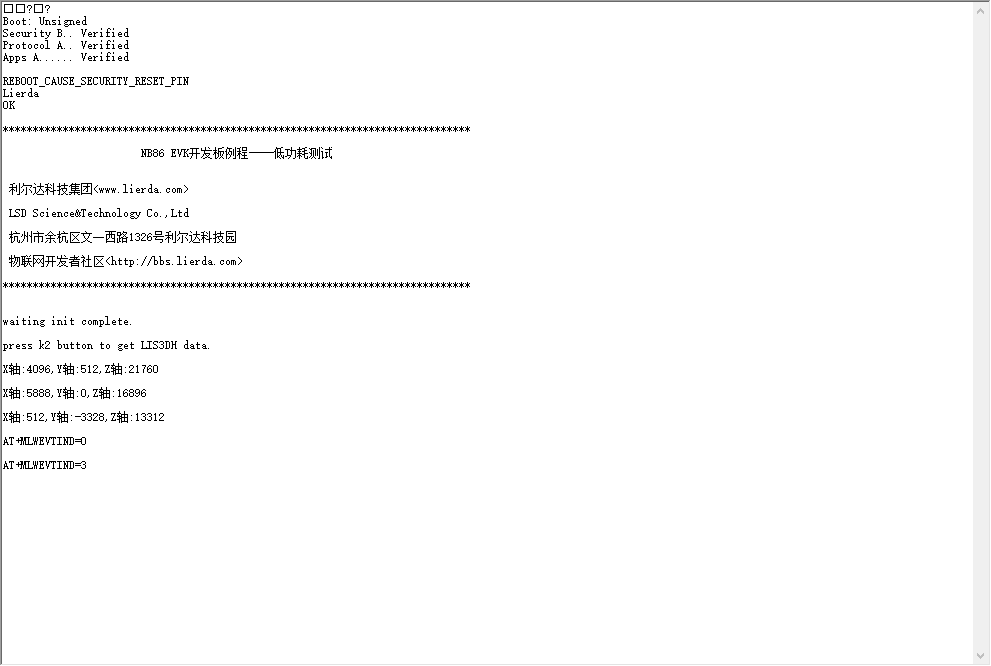 □□?□?
Boot: Unsigned
Security B.. Verified
Protocol A.. Verified
Apps A...... Verified
REBOOT_CAUSE_SECURITY_RESET_PIN
Lierda
OK
******************************************************************************
NB86 EVK开发板例程——低功耗测试
利尔达科技集团<www.lierda.com>
LSD Science&Technology Co.,Ltd
杭州市余杭区文一西路1326号利尔达科技园
物联网开发者社区<http://bbs.lierda.com>
******************************************************************************
waiting init complete.
press k2 button to get LIS3DH data.
X轴:4096,Y轴:512,Z轴:21760
X轴:5888,Y轴:0,Z轴:16896
X轴:512,Y轴:-3328,Z轴:13312
AT+MLWEVTIND=0
AT+MLWEVTIND=3